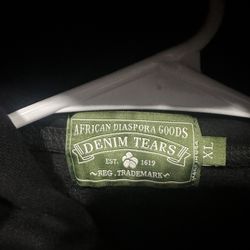 AFRICAN DIASPORA GOODS
DENIM TEARS
EST. 1619
REG. TRADEMARK
XL